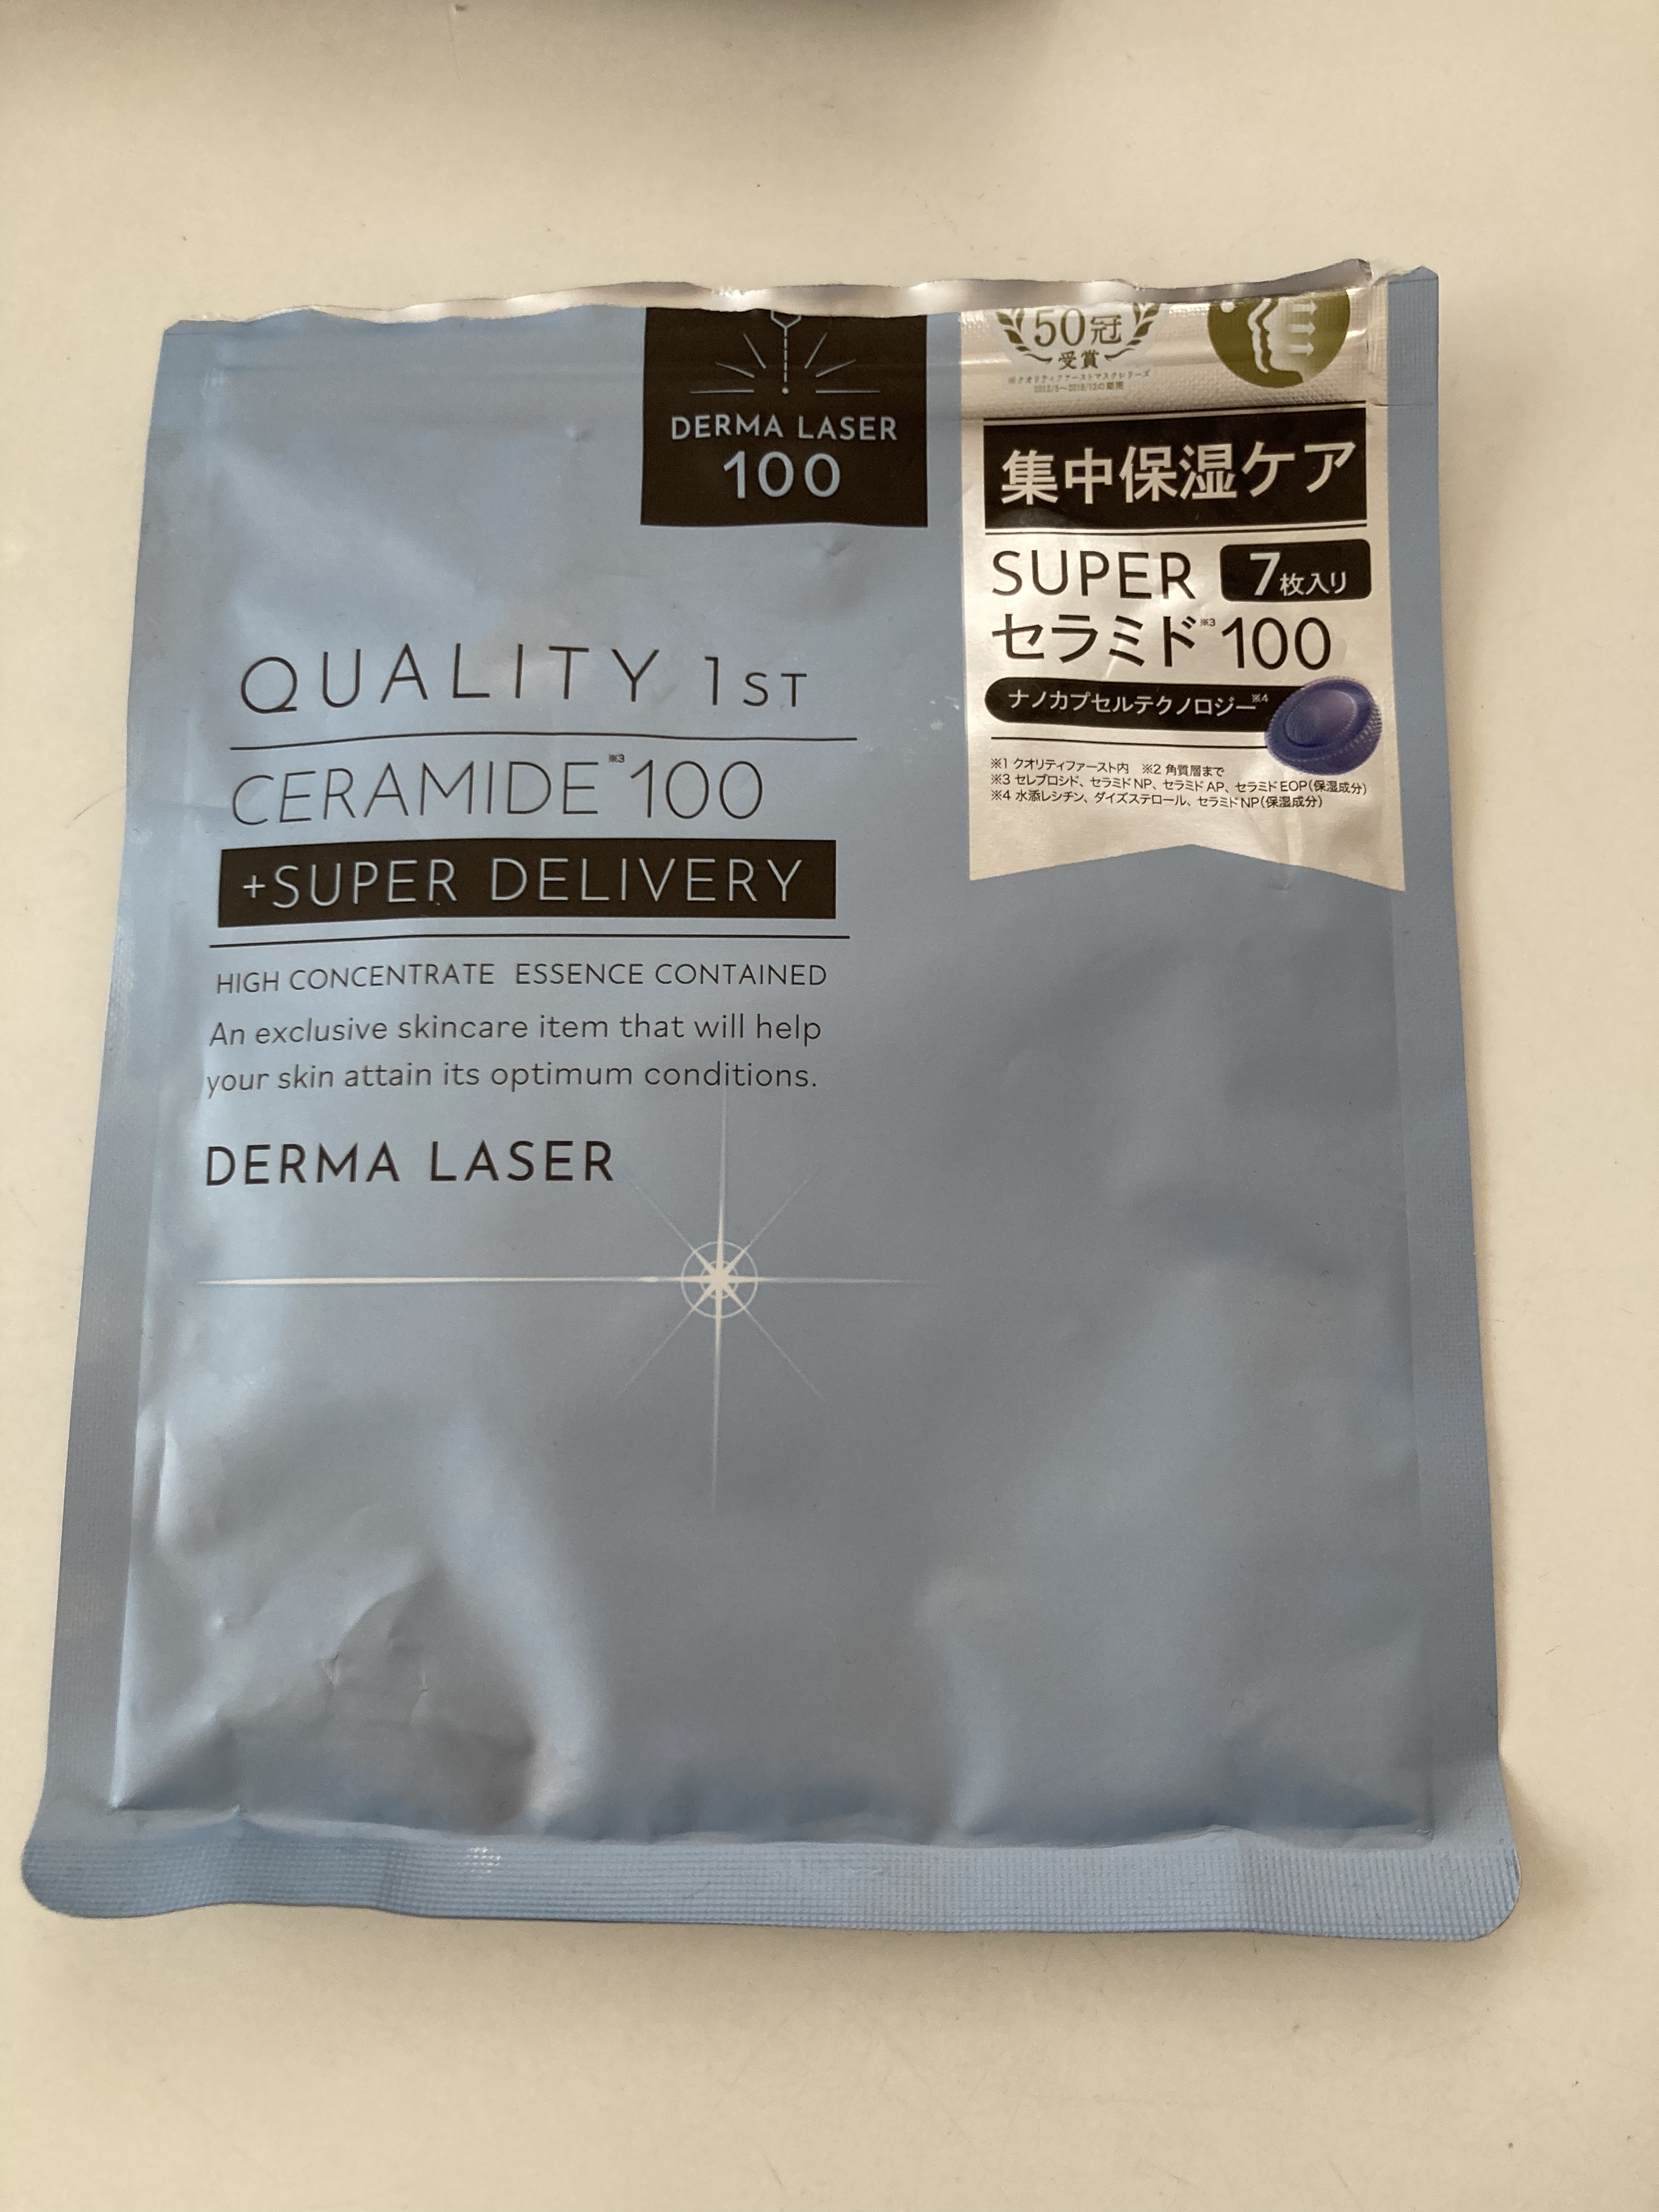 DERMA LASER
100
50冠
受賞
集中保湿ケア
SUPER 7枚入り
セラミド※3 100
ナノカプセルテクノロジー※4
※1 クオリティファースト内 ※2 角質層まで
※3 セレブロシド、セラミドNP、セラミドAP、セラミドEOP(保湿成分)
※4 水添レシチン、ダイズステロール、セラミドNP(保湿成分)
QUALITY 1ST
CERAMIDE※3 100
+SUPER DELIVERY
HIGH CONCENTRATE ESSENCE CONTAINED
An exclusive skincare item that will help
your skin attain its optimum conditions.
DERMA LASER